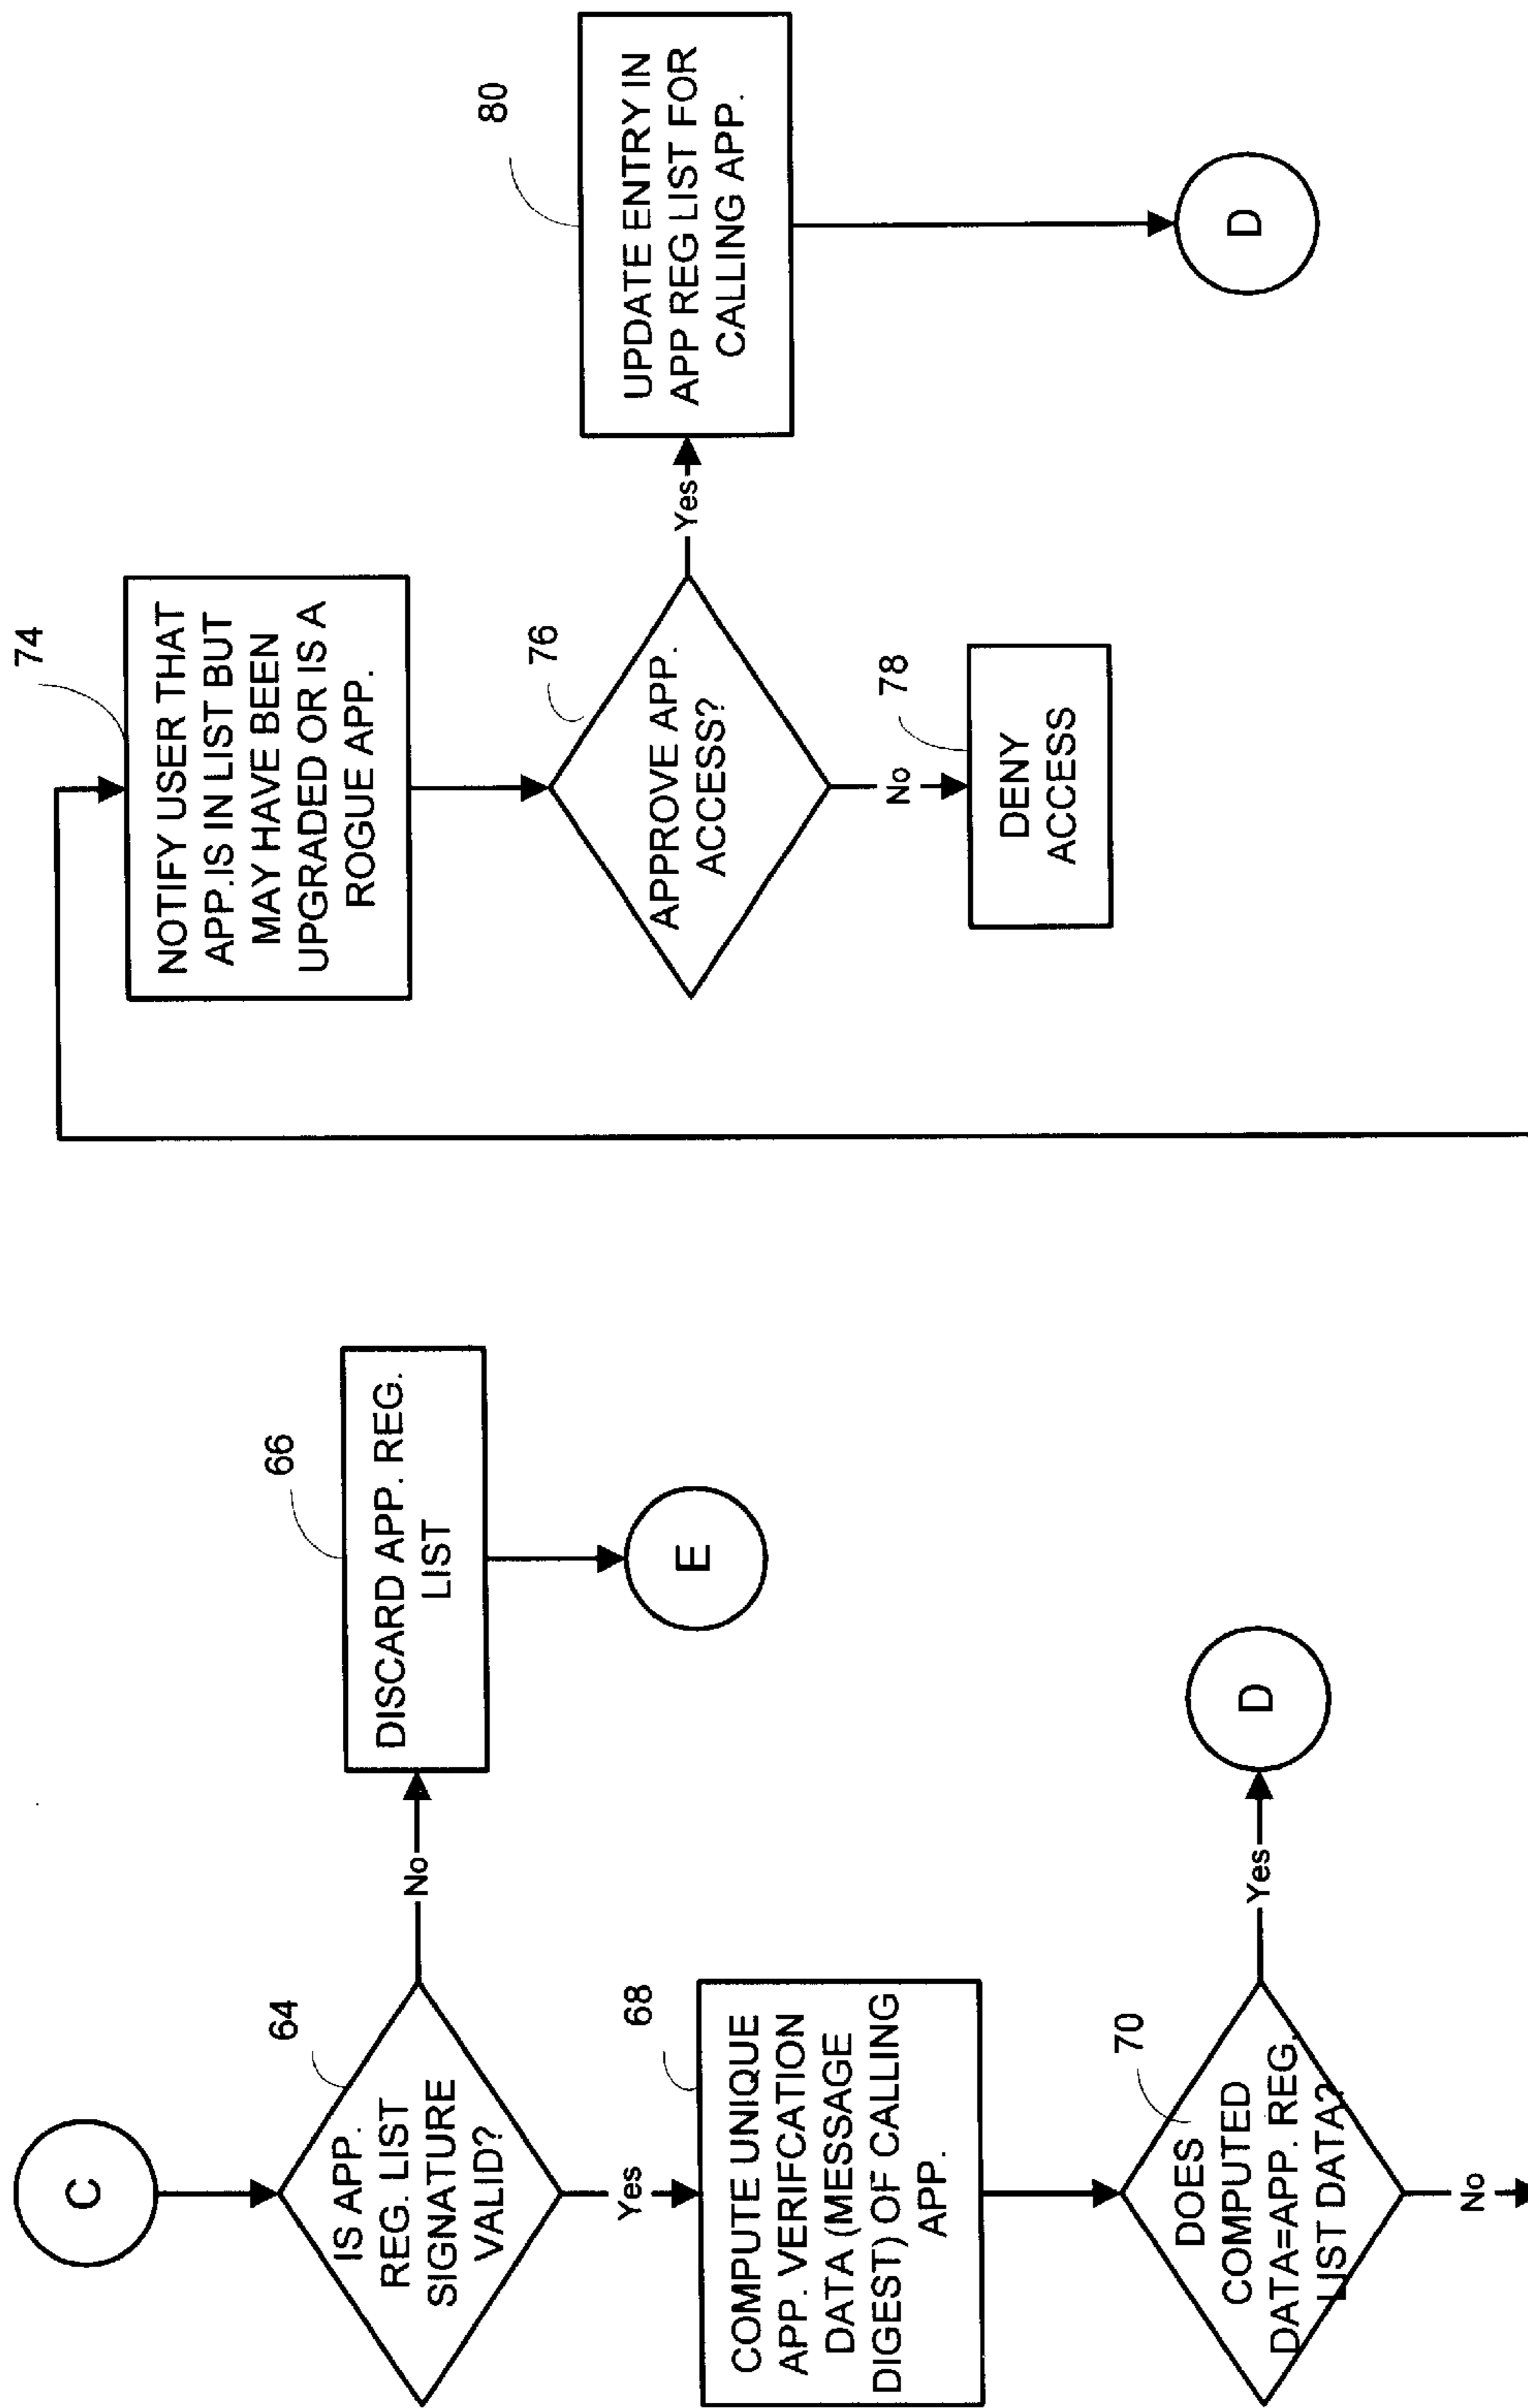 C
64
IS APP.
REG. LIST
SIGNATURE
VALID?
No
66
DISCARD APP. REG.
LIST
E
Yes
68
COMPUTE UNIQUE
APP. VERIFCATION
DATA (MESSAGE
DIGEST) OF CALLING
APP.
70
DOES
COMPUTED
DATA=APP. REG.
LIST DATA?
Yes
D
No
74
NOTIFY USER THAT
APP.IS IN LIST BUT
MAY HAVE BEEN
UPGRADED OR IS A
ROGUE APP.
76
APPROVE APP.
ACCESS?
Yes
80
UPDATE ENTRY IN
APP REG LIST FOR
CALLING APP.
D
No
78
DENY
ACCESS